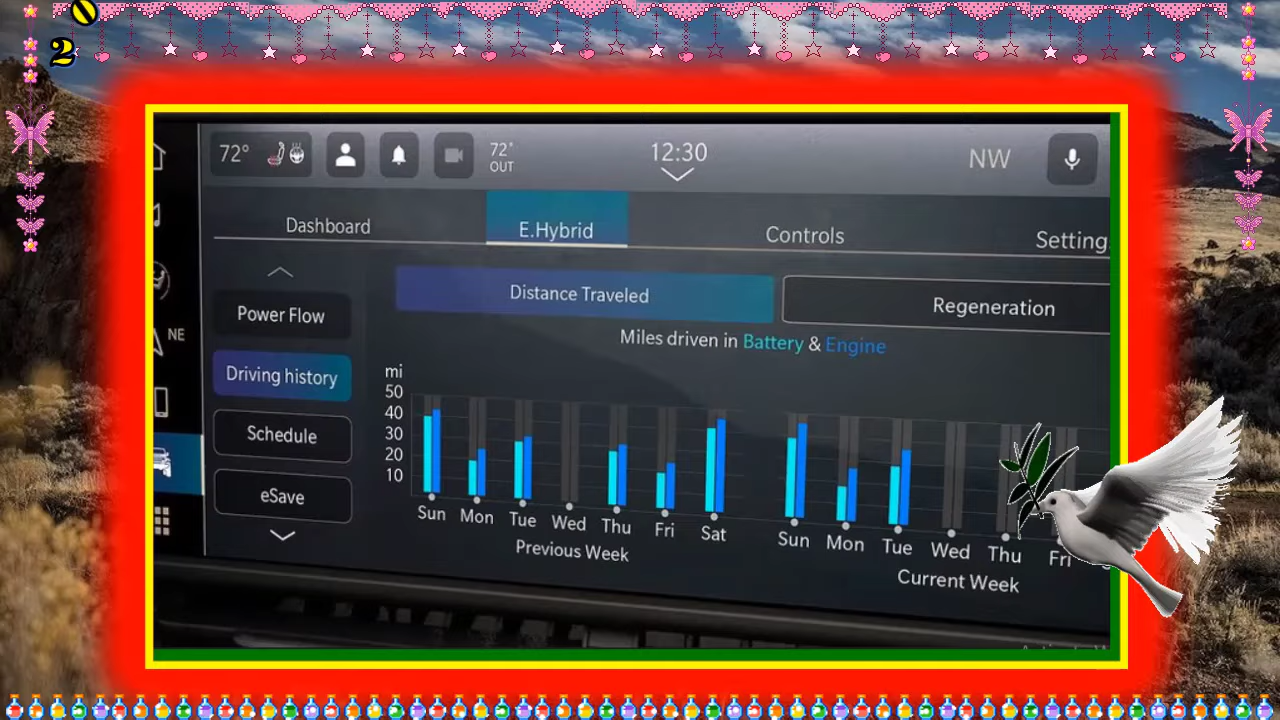 2
72°
72°
OUT
12:30
NW
Dashboard
E.Hybrid
Controls
Setting
Distance Traveled
Regeneration
Miles driven in Battery & Engine
NE
Power Flow
Driving history
Schedule
eSave
mi
50
40
30
20
10
Sun Mon Tue Wed Thu Fri Sat
Previous Week
Sun Mon Tue Wed Thu Fri
Current Week